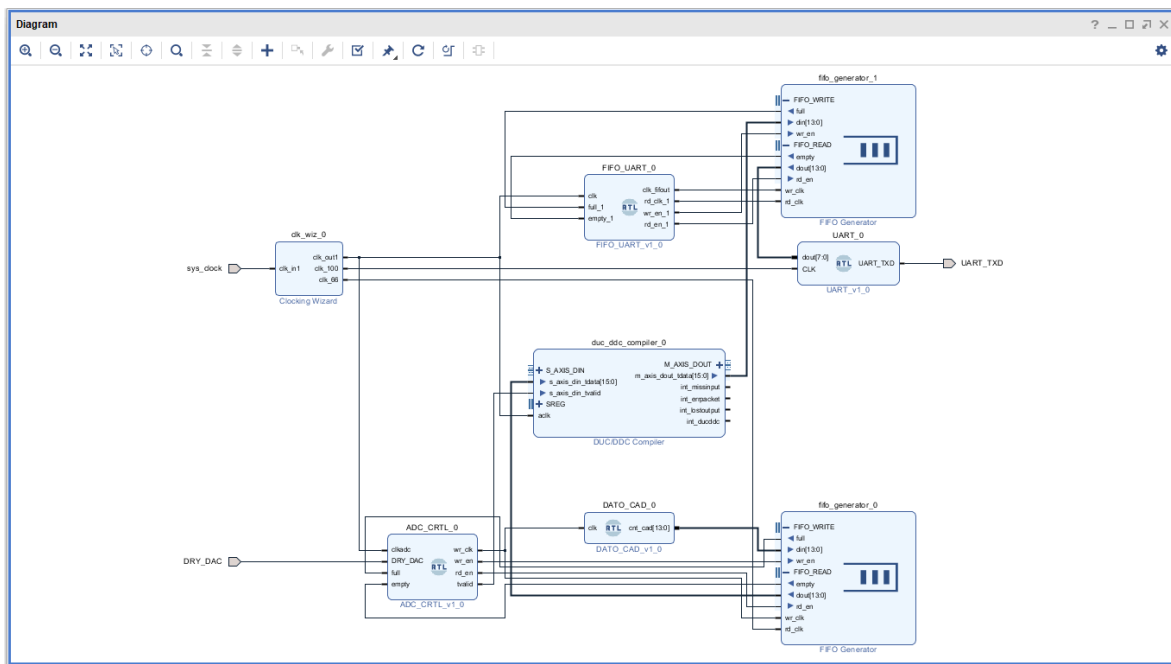 Diagram
fifo_generator_1
FIFO_WRITE
full
din[13:0]
wr_en
FIFO_READ
empty
dout[13:0]
rd_en
wr_clk
rd_clk
FIFO Generator
FIFO_UART_0
clk
full_1
empty_1
RTL
clk_fifout
rd_clk_1
wr_en_1
rd_en_1
FIFO_UART_v1_0
UART_0
dout[7:0]
CLK
RTL
UART_TXD
UART_v1_0
UART_TXD
sys_clock
clk_wiz_0
clk_in1
clk_out1
clk_100
clk_66
Clocking Wizard
duc_ddc_compiler_0
S_AXIS_DIN
s_axis_din_tdata[15:0]
s_axis_din_tvalid
SREG
aclk
M_AXIS_DOUT
m_axis_dout_tdata[15:0]
int_missinput
int_errpacket
int_lostoutput
int_ducddc
DUC/DDC Compiler
DRY_DAC
ADC_CRTL_0
clkadc
DRY_DAC
full
empty
RTL
wr_clk
wr_en
rd_en
tvalid
ADC_CRTL_v1_0
DATO_CAD_0
clk
RTL
cnt_cad[13:0]
DATO_CAD_v1_0
fifo_generator_0
FIFO_WRITE
full
din[13:0]
wr_en
FIFO_READ
empty
dout[13:0]
rd_en
wr_clk
rd_clk
FIFO Generator